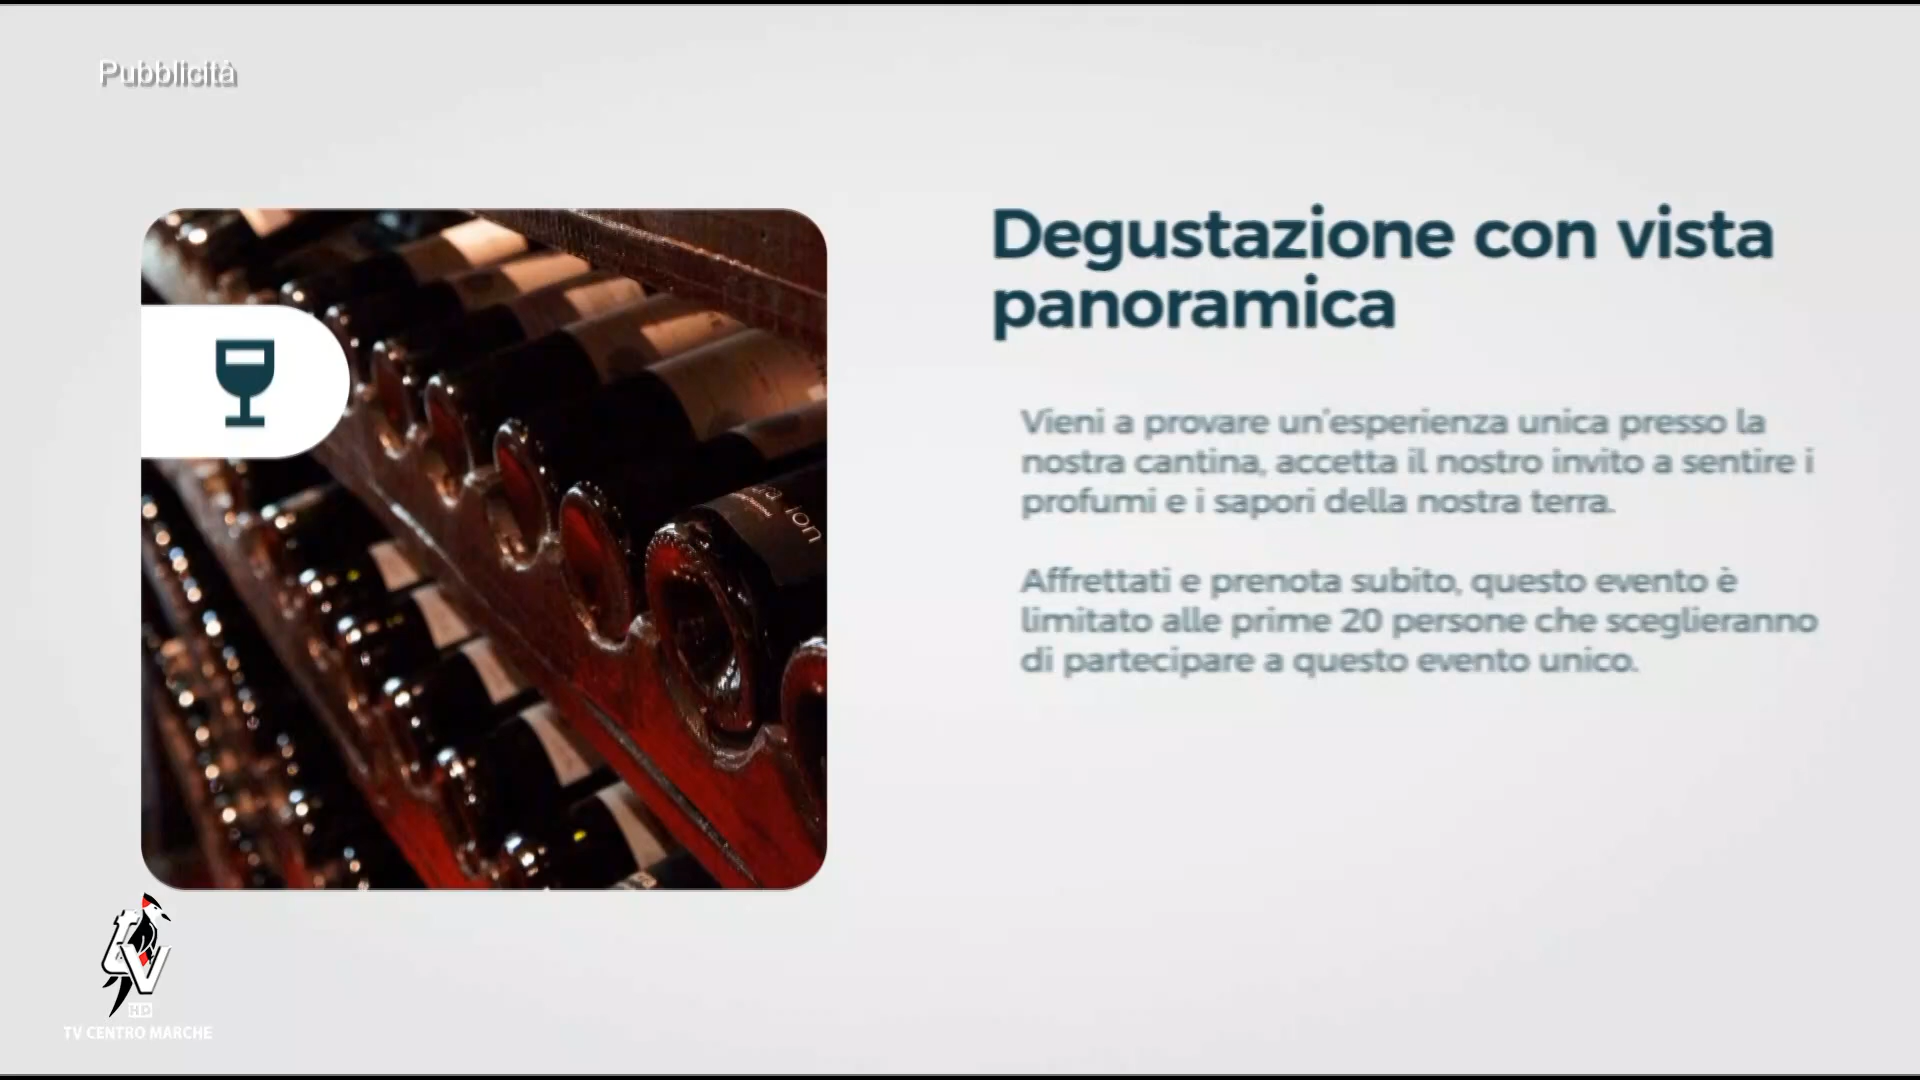 Pubblicità
Degustazione con vista
panoramica
Vieni a provare un'esperienza unica presso la
nostra cantina, accetta il nostro invito a sentire i
profumi e i sapori della nostra terra.
Affrettati e prenota subito, questo evento è
limitato alle prime 20 persone che sceglieranno
di partecipare a questo evento unico.
tv
HD
TV CENTRO MARCHE